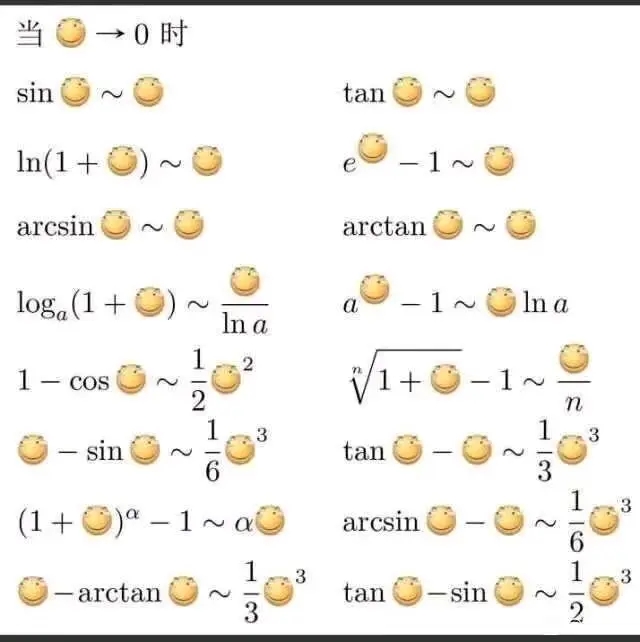 当 🙂 → 0 时
sin 🙂 ~ 🙂 tan 🙂 ~ 🙂
ln(1 + 🙂) ~ 🙂 e^🙂 − 1 ~ 🙂
arcsin 🙂 ~ 🙂 arctan 🙂 ~ 🙂
log_a(1 + 🙂) ~ 🙂/ln a a^🙂 − 1 ~ 🙂 ln a
1 − cos 🙂 ~ 1/2 🙂² ⁿ√(1 + 🙂) − 1 ~ 🙂/n
🙂 − sin 🙂 ~ 1/6 🙂³ tan 🙂 − 🙂 ~ 1/3 🙂³
(1 + 🙂)^α − 1 ~ α🙂 arcsin 🙂 − 🙂 ~ 1/6 🙂³
🙂 − arctan 🙂 ~ 1/3 🙂³ tan 🙂 − sin 🙂 ~ 1/2 🙂³